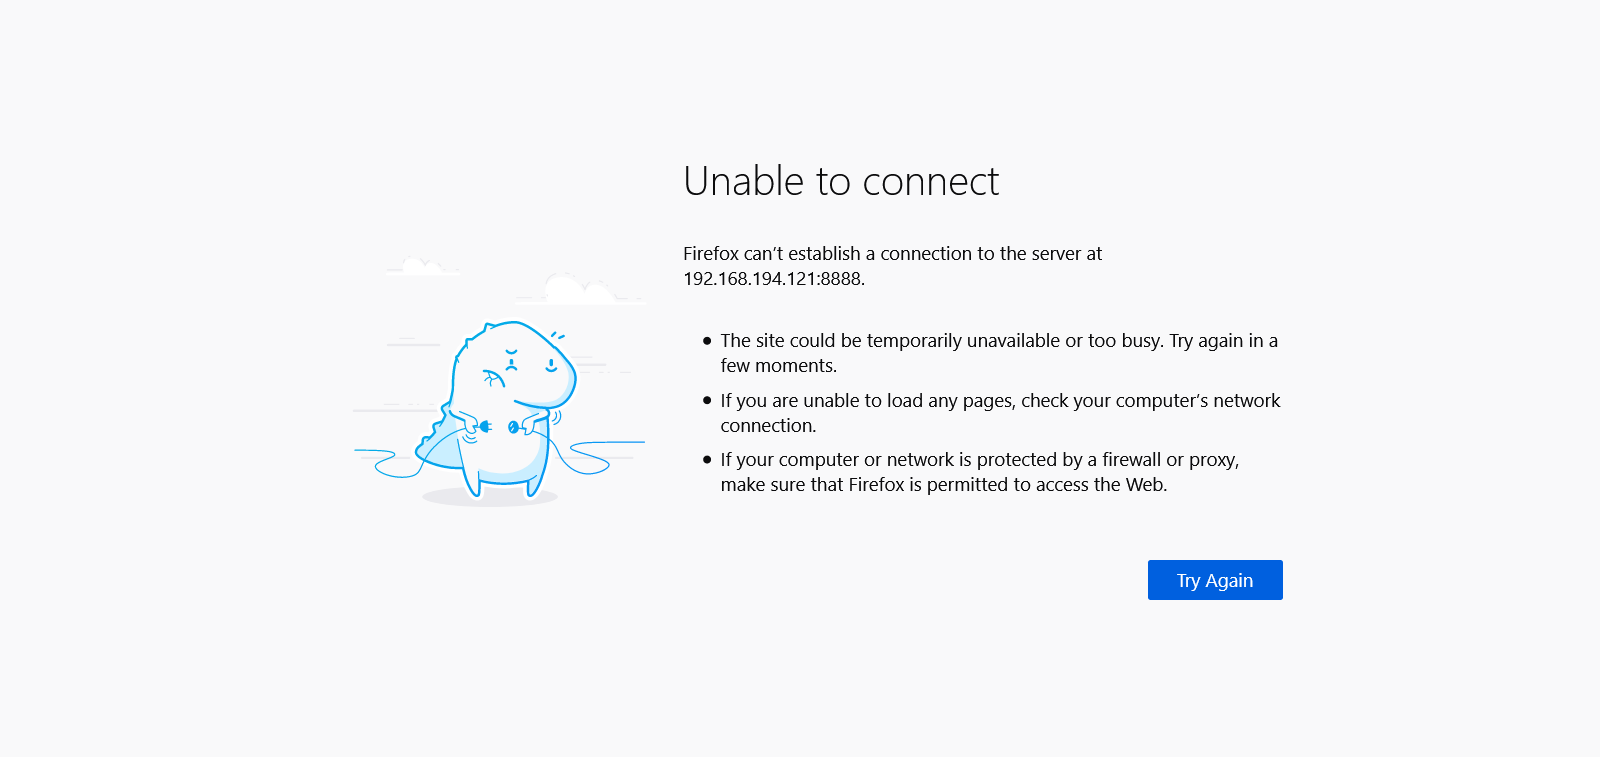 Unable to connect
Firefox can’t establish a connection to the server at
192.168.194.121:8888.
• The site could be temporarily unavailable or too busy. Try again in a
few moments.
• If you are unable to load any pages, check your computer’s network
connection.
• If your computer or network is protected by a firewall or proxy,
make sure that Firefox is permitted to access the Web.
Try Again